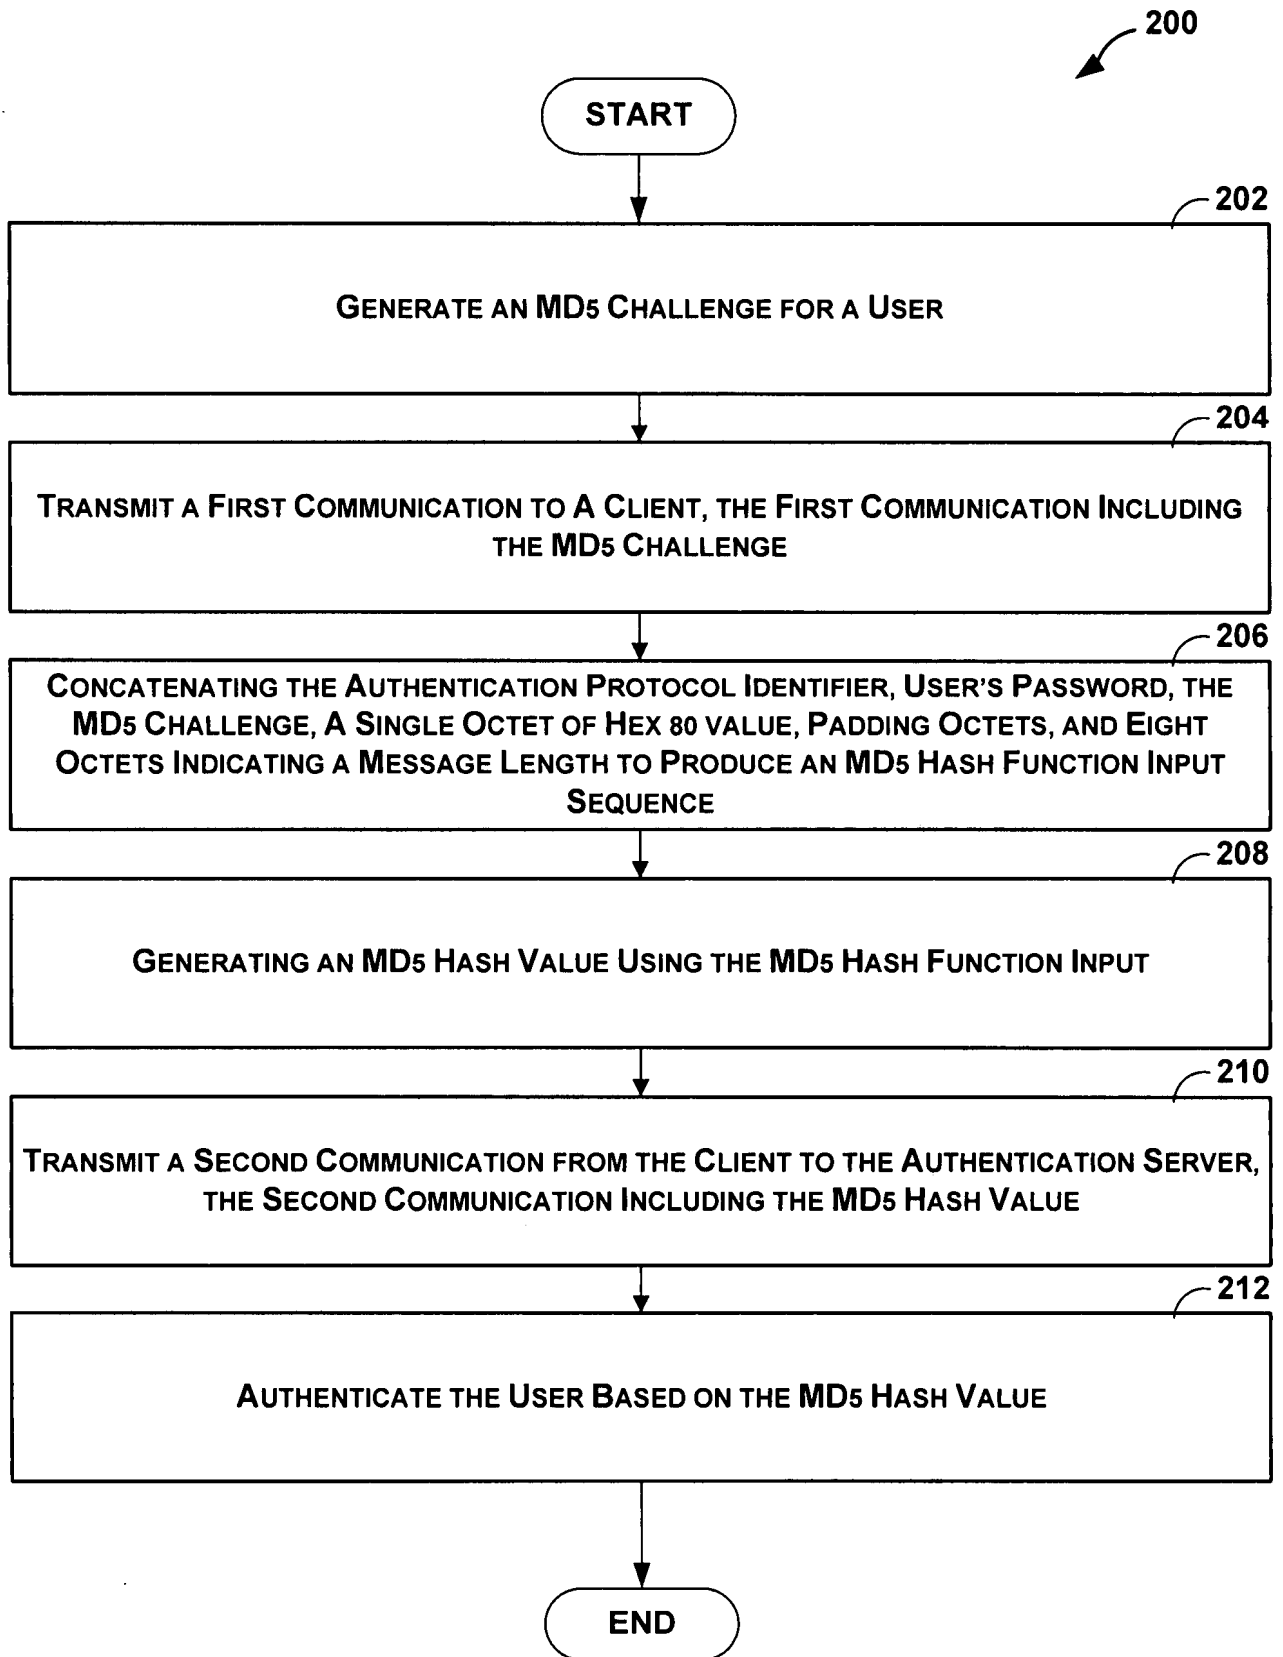 200
START
202
GENERATE AN MD5 CHALLENGE FOR A USER
204
TRANSMIT A FIRST COMMUNICATION TO A CLIENT, THE FIRST COMMUNICATION INCLUDING
THE MD5 CHALLENGE
206
CONCATENATING THE AUTHENTICATION PROTOCOL IDENTIFIER, USER'S PASSWORD, THE
MD5 CHALLENGE, A SINGLE OCTET OF HEX 80 VALUE, PADDING OCTETS, AND EIGHT
OCTETS INDICATING A MESSAGE LENGTH TO PRODUCE AN MD5 HASH FUNCTION INPUT
SEQUENCE
208
GENERATING AN MD5 HASH VALUE USING THE MD5 HASH FUNCTION INPUT
210
TRANSMIT A SECOND COMMUNICATION FROM THE CLIENT TO THE AUTHENTICATION SERVER,
THE SECOND COMMUNICATION INCLUDING THE MD5 HASH VALUE
212
AUTHENTICATE THE USER BASED ON THE MD5 HASH VALUE
END